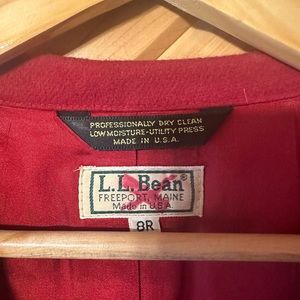 PROFESSIONALLY DRY CLEAN
LOW MOISTURE-UTILITY PRESS
MADE IN U.S.A.
L.L.Bean
FREEPORT, MAINE
Made in U.S.A.
8R